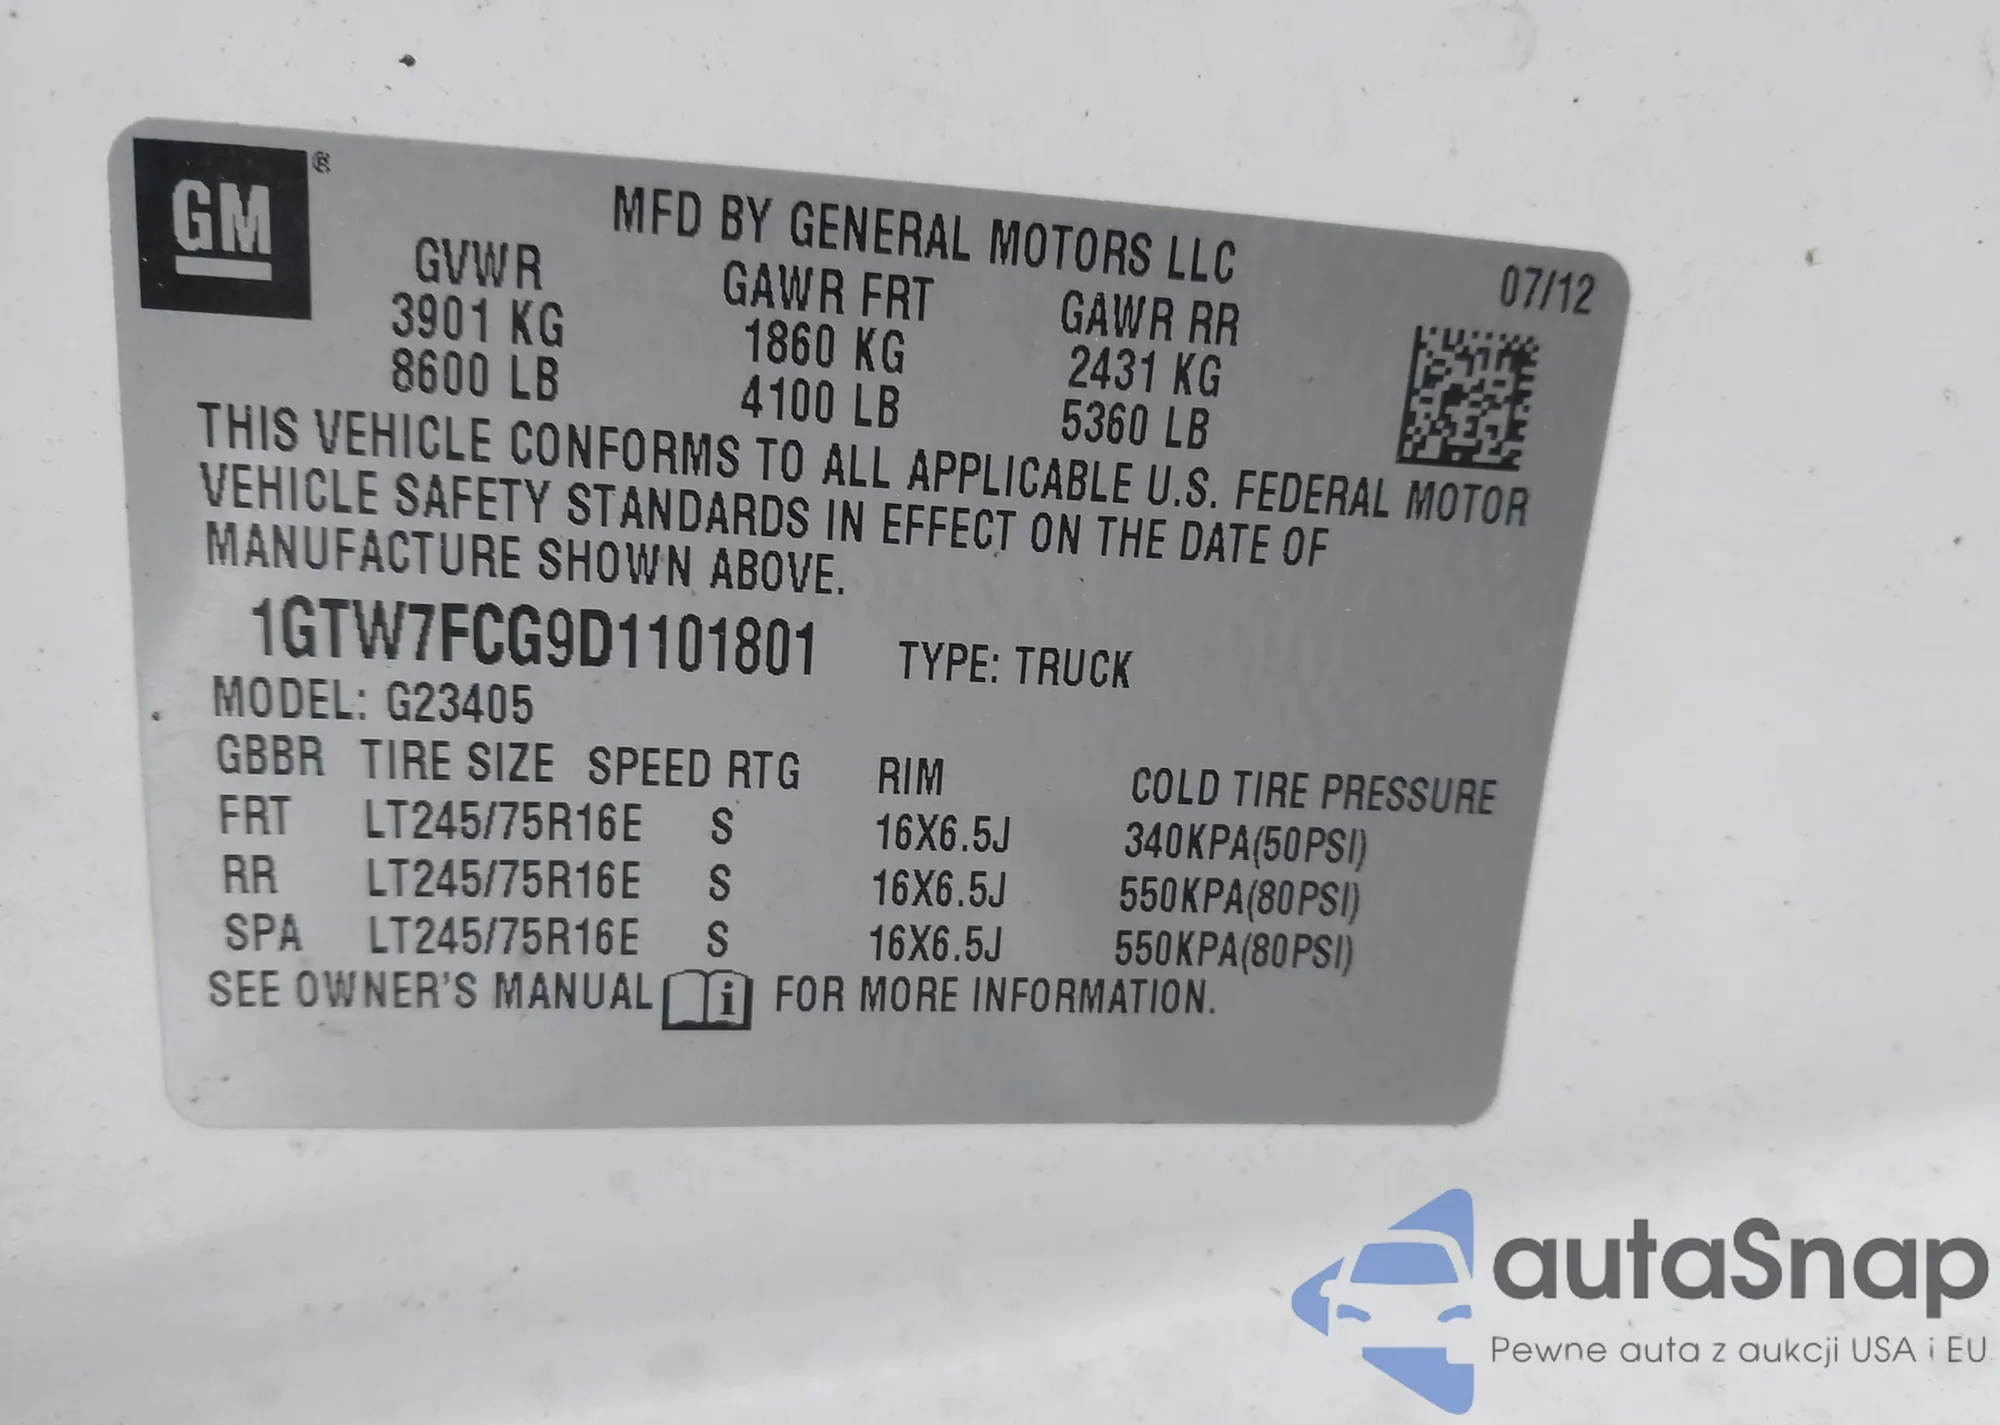 GM ®
MFD BY GENERAL MOTORS LLC
07/12
GVWR GAWR FRT GAWR RR
3901 KG 1860 KG 2431 KG
8600 LB 4100 LB 5360 LB
THIS VEHICLE CONFORMS TO ALL APPLICABLE U.S. FEDERAL MOTOR
VEHICLE SAFETY STANDARDS IN EFFECT ON THE DATE OF
MANUFACTURE SHOWN ABOVE.
1GTW7FCG9D1101801 TYPE: TRUCK
MODEL: G23405
GBBR TIRE SIZE SPEED RTG RIM COLD TIRE PRESSURE
FRT LT245/75R16E S 16X6.5J 340KPA(50PSI)
RR LT245/75R16E S 16X6.5J 550KPA(80PSI)
SPA LT245/75R16E S 16X6.5J 550KPA(80PSI)
SEE OWNER'S MANUAL i FOR MORE INFORMATION.
autaSnap
Pewne auta z aukcji USA i EU